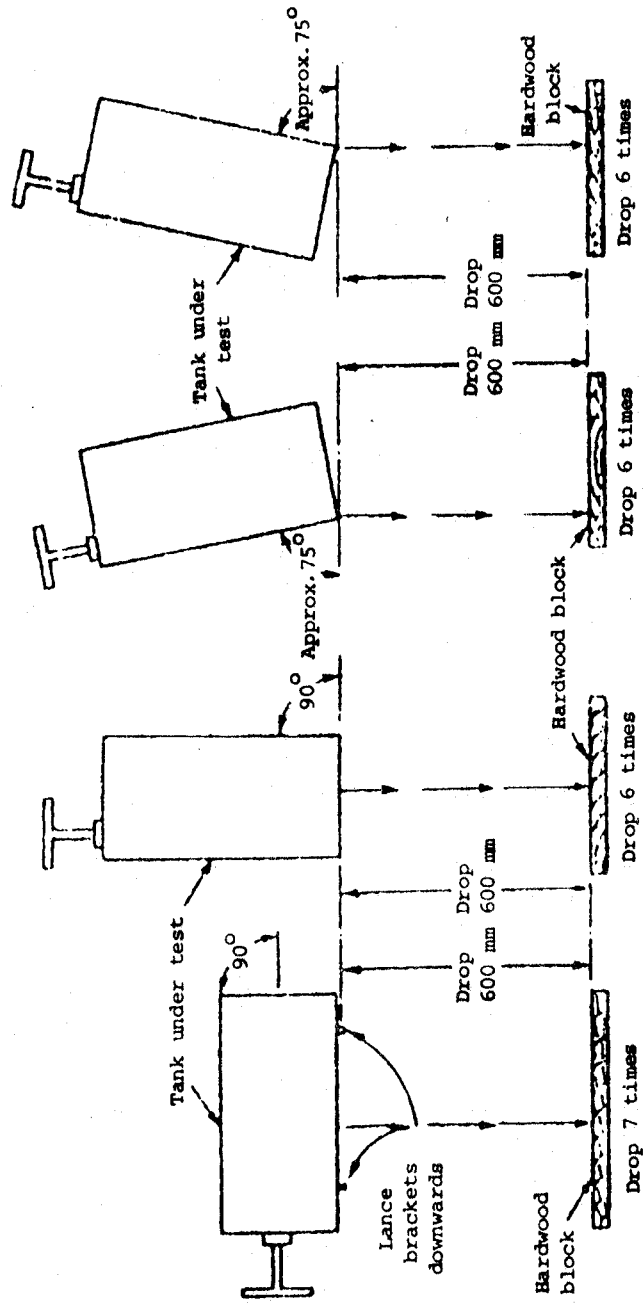 Tank under test
90°
Lance
brackets
downwards
Drop
600 mm
Hardwood
block
Drop 7 times
90°
Drop
600 mm
Hardwood block
Drop 6 times
Approx. 75°
Tank under
test
Drop
600 mm
Drop 6 times
Approx. 75°
Drop
600 mm
Hardwood
block
Drop 6 times